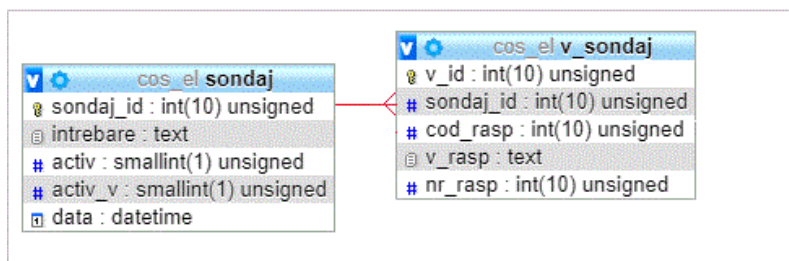 cos_el sondaj
sondaj_id : int(10) unsigned
intrebare : text
activ : smallint(1) unsigned
activ_v : smallint(1) unsigned
data : datetime
cos_el v_sondaj
v_id : int(10) unsigned
sondaj_id : int(10) unsigned
cod_rasp : int(10) unsigned
v_rasp : text
nr_rasp : int(10) unsigned